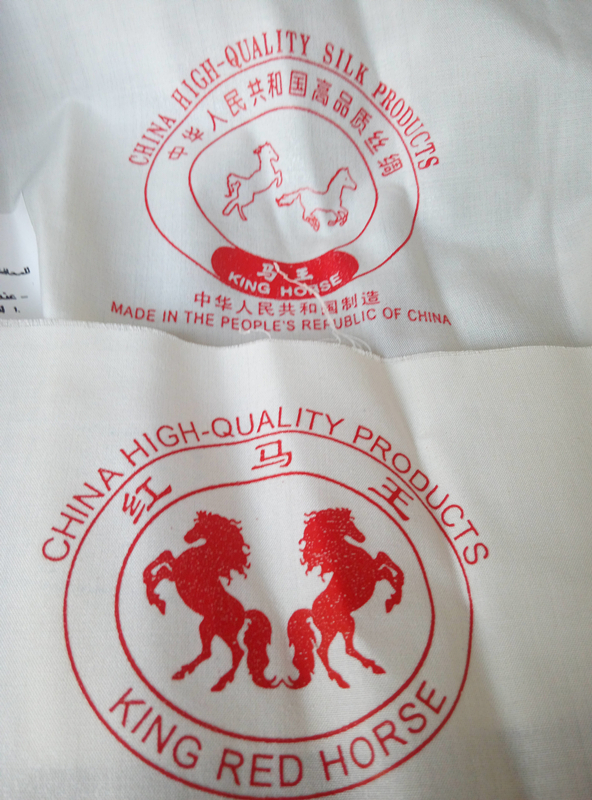 CHINA HIGH-QUALITY SILK PRODUCTS
中华人民共和国高品质丝绸
马王
KING HORSE
中华人民共和国制造
MADE IN THE PEOPLE'S REPUBLIC OF CHINA
CHINA HIGH-QUALITY PRODUCTS
红马王
KING RED HORSE